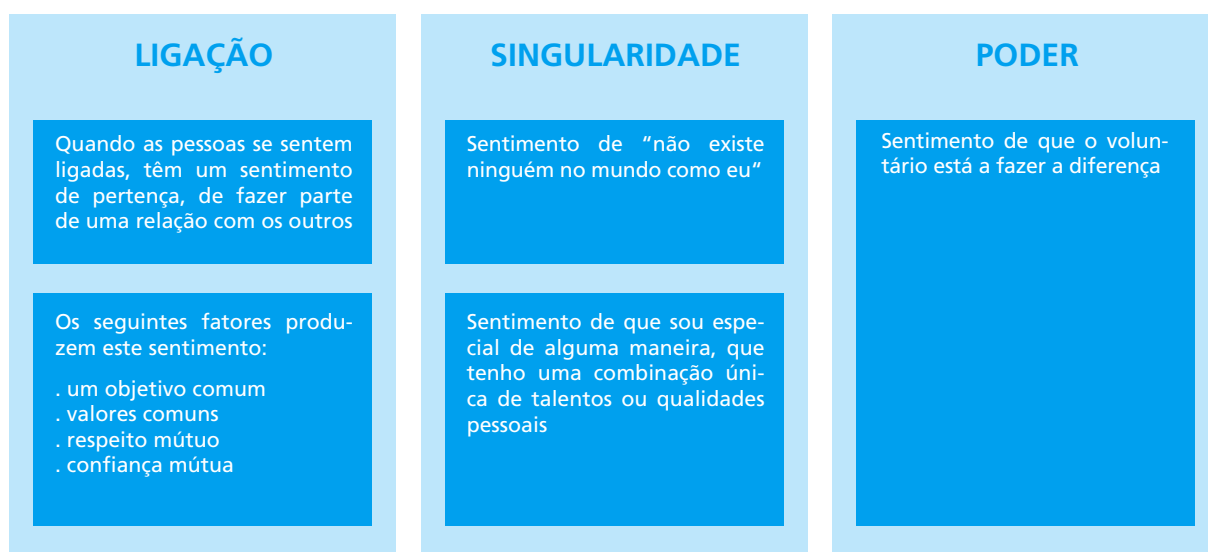 LIGAÇÃO
Quando as pessoas se sentem
ligadas, têm um sentimento
de pertença, de fazer parte
de uma relação com os outros
Os seguintes fatores produ-
zem este sentimento:
. um objetivo comum
. valores comuns
. respeito mútuo
. confiança mútua
SINGULARIDADE
Sentimento de “não existe
ninguém no mundo como eu“
Sentimento de que sou espe-
cial de alguma maneira, que
tenho uma combinação úni-
ca de talentos ou qualidades
pessoais
PODER
Sentimento de que o volun-
tário está a fazer a diferença